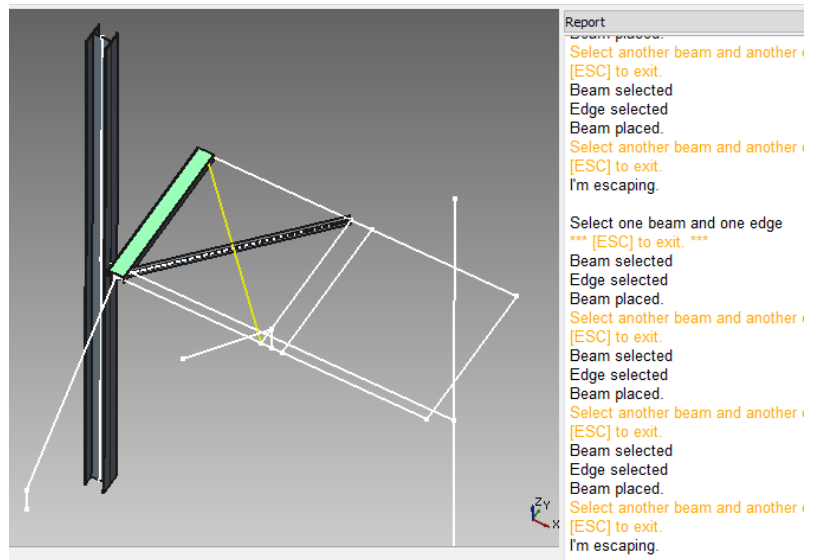 Report
Beam placed.
Select another beam and another
[ESC] to exit.
Beam selected
Edge selected
Beam placed.
Select another beam and another
[ESC] to exit.
I'm escaping.
Select one beam and one edge
*** [ESC] to exit. ***
Beam selected
Edge selected
Beam placed.
Select another beam and another
[ESC] to exit.
Beam selected
Edge selected
Beam placed.
Select another beam and another
[ESC] to exit.
Beam selected
Edge selected
Beam placed.
Select another beam and another
[ESC] to exit.
I'm escaping.
Z
Y
X